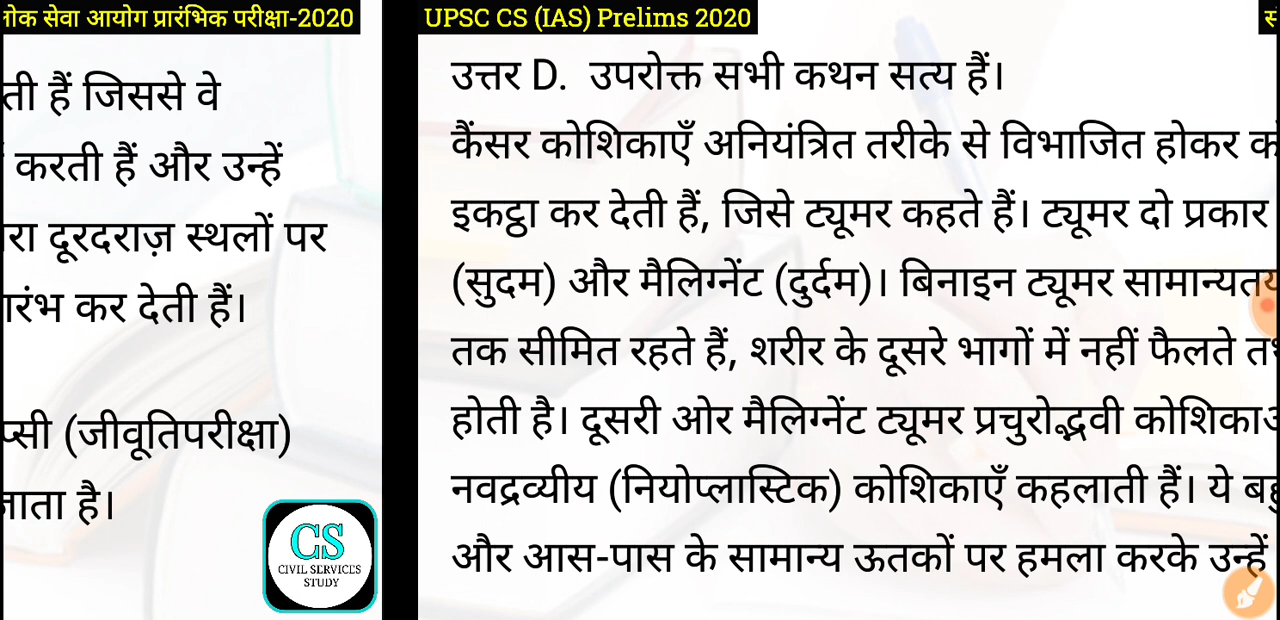 लोक सेवा आयोग प्रारंभिक परीक्षा-2020
ती हैं जिससे वे
करती हैं और उन्हें
दूरदराज़ स्थलों पर
कर देती हैं।
(जीवूतिपरीक्षा)
जाता है।
CS
CIVIL SERVICES
STUDY
UPSC CS (IAS) Prelims 2020
उत्तर D. उपरोक्त सभी कथन सत्य हैं।
कैंसर कोशिकाएँ अनियंत्रित तरीके से विभाजित होकर
इकट्ठा कर देती हैं, जिसे ट्यूमर कहते हैं। ट्यूमर दो प्रकार
(सुदम) और मैलिग्नेंट (दुर्दम)। बिनाइन ट्यूमर
तक सीमित रहते हैं, शरीर के दूसरे भागों में नहीं फैलते
होती है। दूसरी ओर मैलिग्नेंट ट्यूमर प्रचुरोद्भवी
नवद्रव्यीय (नियोप्लास्टिक) कोशिकाएँ कहलाती हैं। ये
और आस-पास के सामान्य ऊतकों पर हमला करके उन्हें